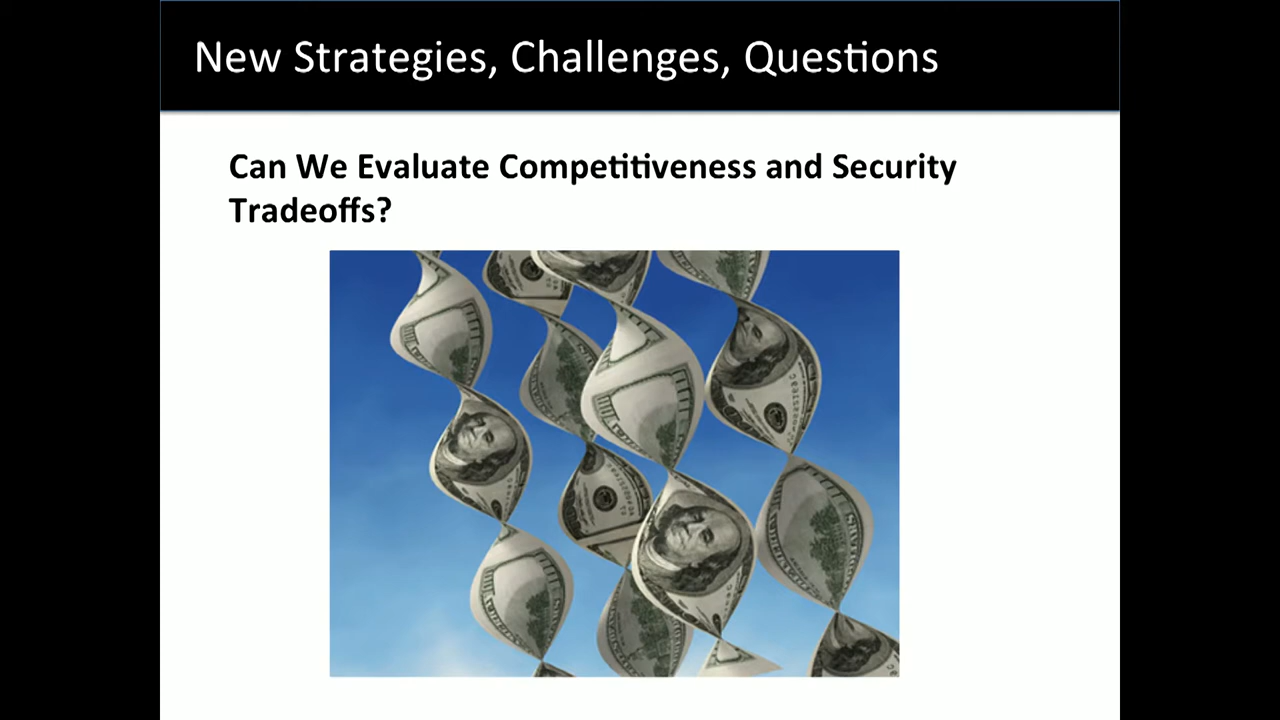 New Strategies, Challenges, Questions
Can We Evaluate Competitiveness and Security
Tradeoffs?